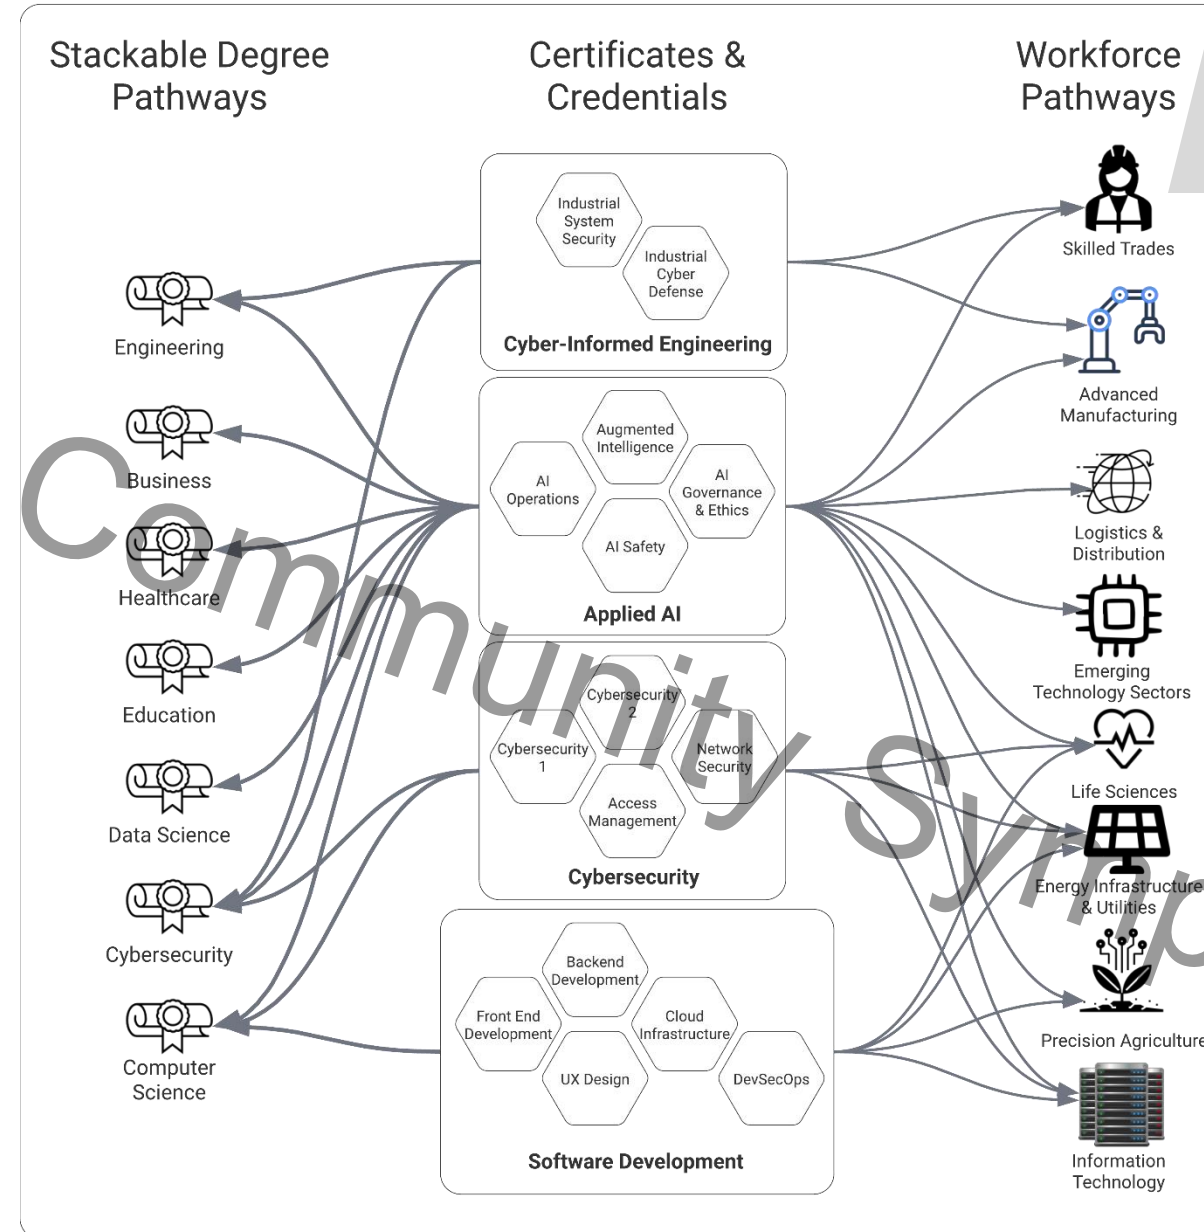 Stackable Degree
Pathways
Certificates &
Credentials
Workforce
Pathways
Engineering
Business
Healthcare
Education
Data Science
Cybersecurity
Computer
Science
Industrial
System
Security
Industrial
Cyber
Defense
Cyber-Informed Engineering
Augmented
Intelligence
AI
Operations
AI
Governance
& Ethics
AI Safety
Applied AI
Cybersecurity
2
Cybersecurity
1
Network
Security
Access
Management
Cybersecurity
Backend
Development
Front End
Development
Cloud
Infrastructure
UX Design
DevSecOps
Software Development
Skilled Trades
Advanced
Manufacturing
Logistics &
Distribution
Emerging
Technology Sectors
Life Sciences
Energy Infrastructure
& Utilities
Precision Agriculture
Information
Technology
Community